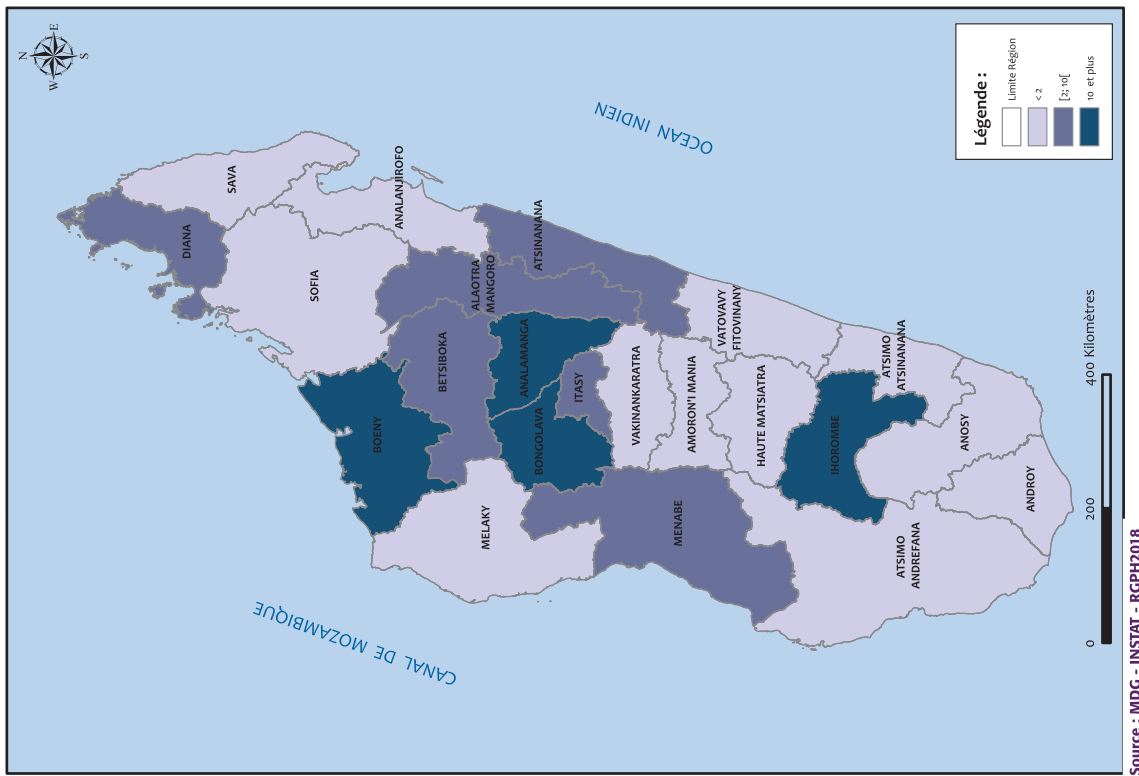 N
W
E
S
Légende :
Limite Région
< 2
[2; 10[
10 et plus
OCEAN INDIEN
CANAL DE MOZAMBIQUE
DIANA
SAVA
SOFIA
ANALANJIROFO
BOENY
BETSIBOKA
ALAOTRA
MANGORO
ATSINANANA
MELAKY
BONGOLAVA
ANALAMANGA
ITASY
VAKINANKARATRA
MENABE
AMORON'I MANIA
VATOVAVY
FITOVINANY
HAUTE MATSIATRA
IHOROMBE
ATSIMO
ATSINANANA
ATSIMO
ANDREFANA
ANOSY
ANDROY
0
200
400 Kilomètres
Source : MDG - INSTAT - RGPH2018